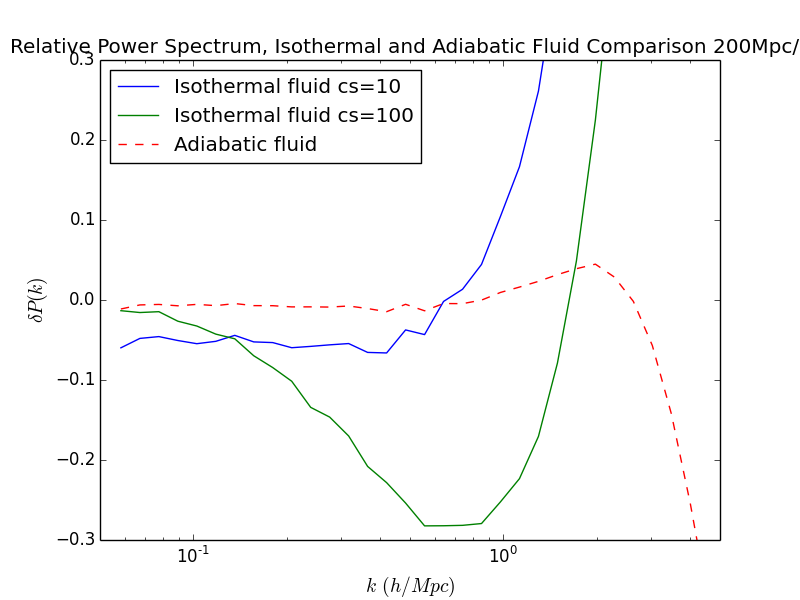 Relative Power Spectrum, Isothermal and Adiabatic Fluid Comparison 200Mpc/
Isothermal fluid cs=10
Isothermal fluid cs=100
Adiabatic fluid
0.3
0.2
0.1
0.0
−0.1
−0.2
−0.3
δP(k)
10⁻¹
10⁰
k (h/Mpc)